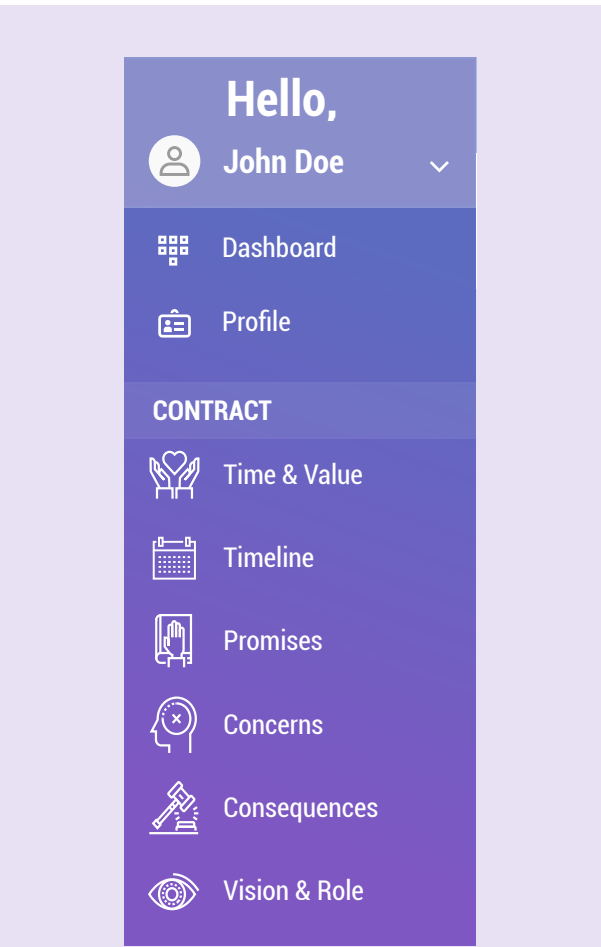 Hello,
John Doe
Dashboard
Profile
CONTRACT
Time & Value
Timeline
Promises
Concerns
Consequences
Vision & Role